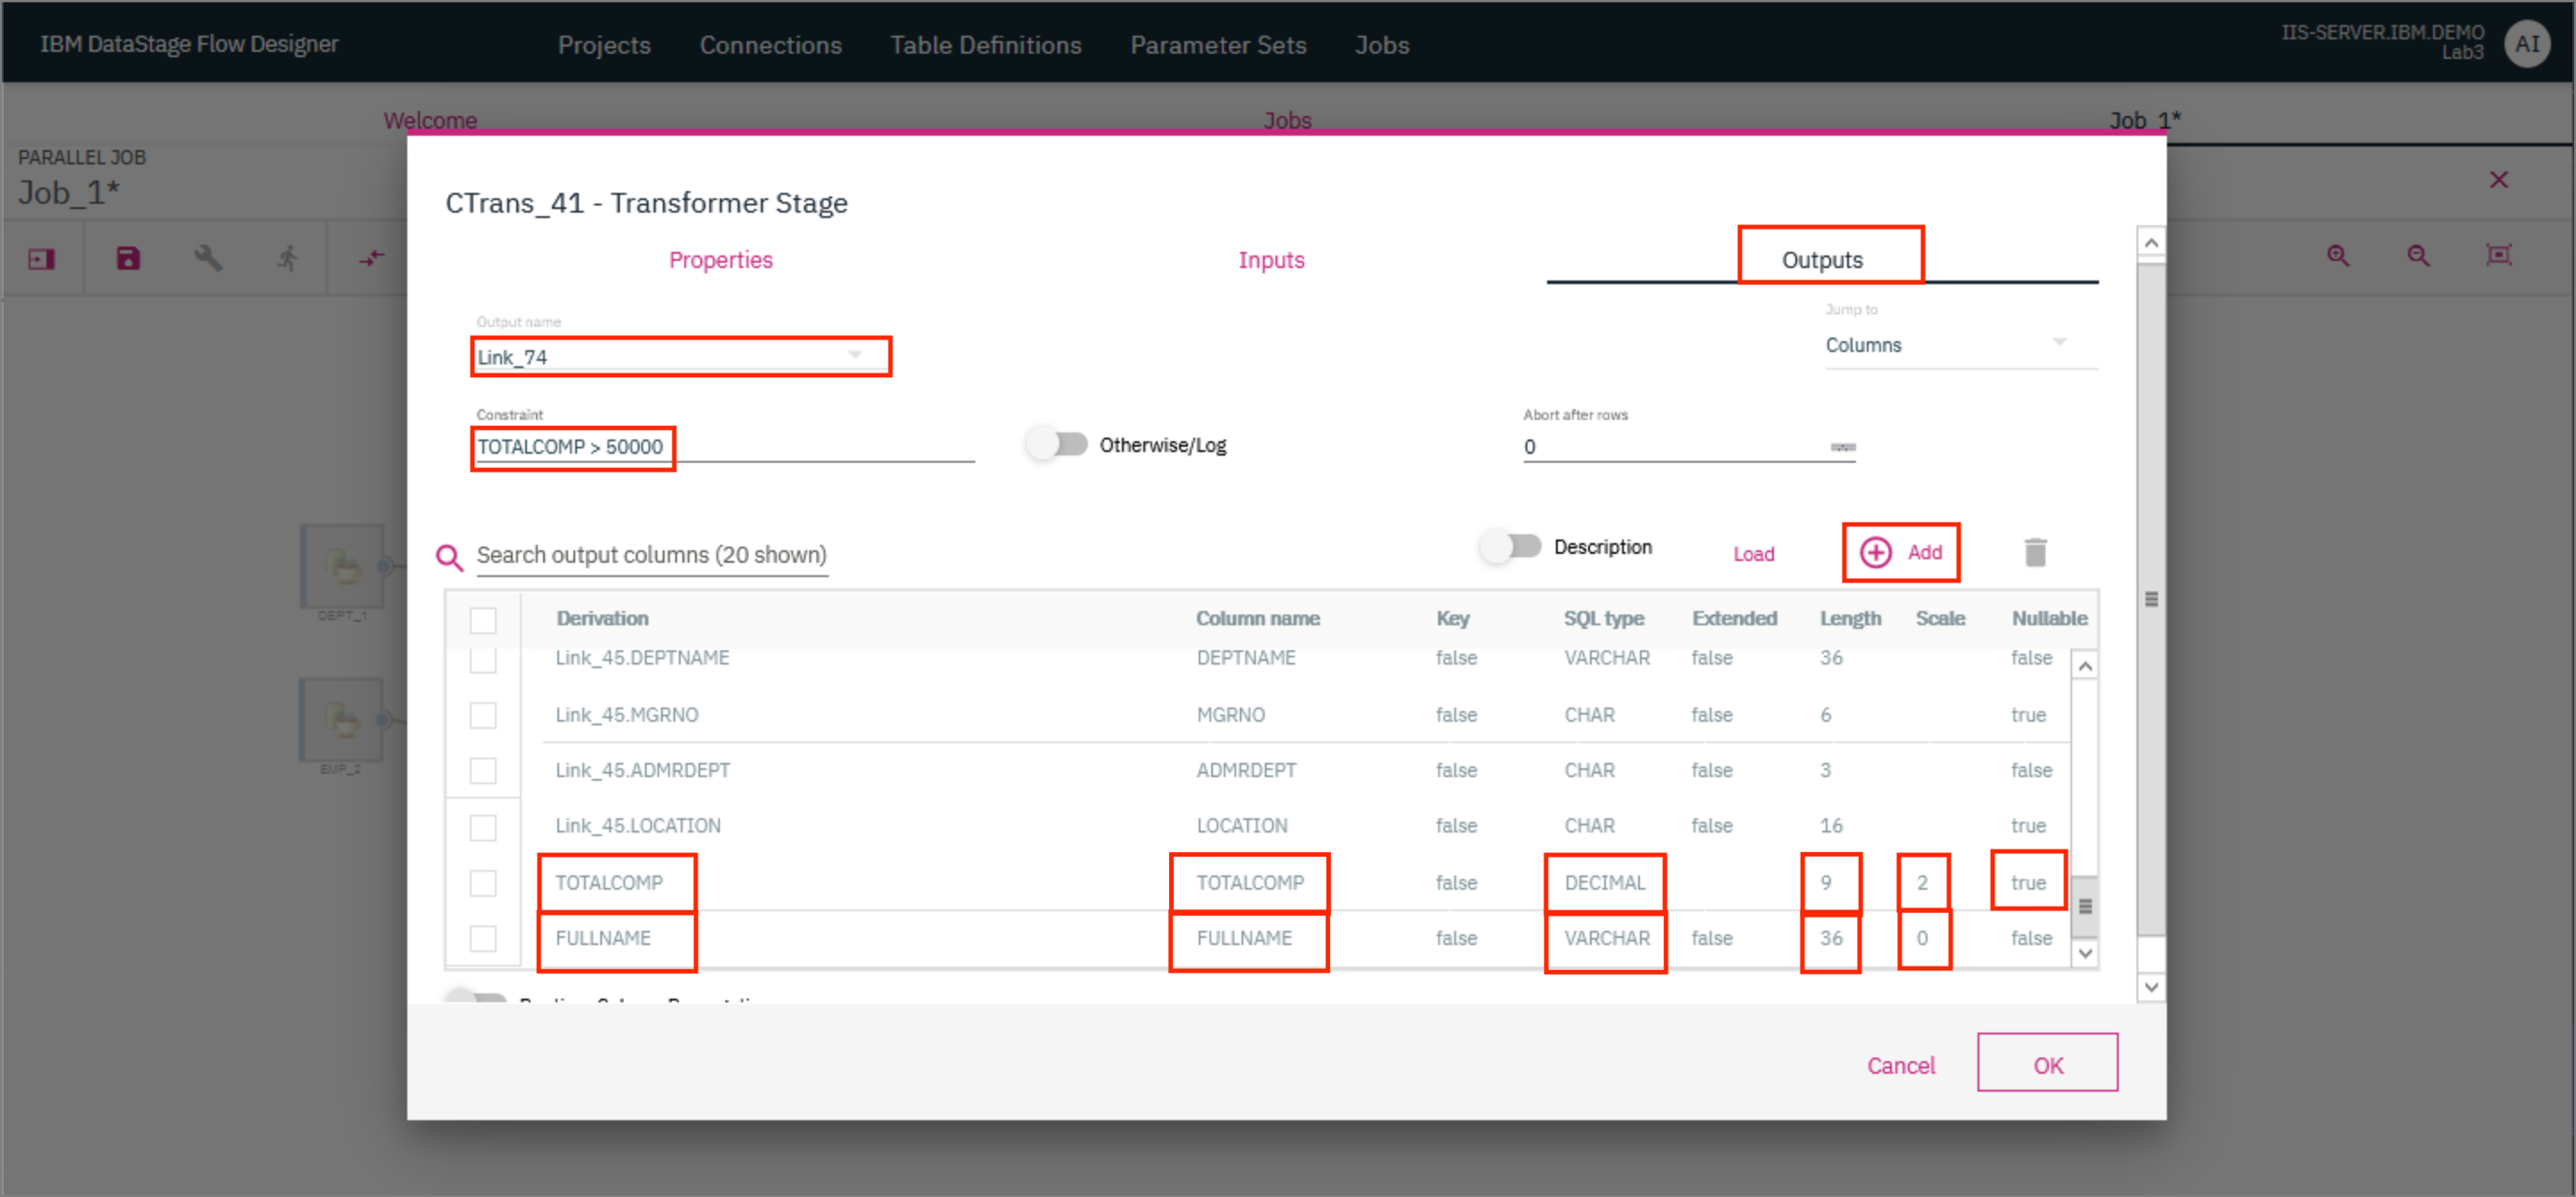 IBM DataStage Flow Designer
Projects
Connections
Table Definitions
Parameter Sets
Jobs
IIS-SERVER.IBM.DEMO
Lab3
AI
Welcome
Jobs
Job_1*
PARALLEL JOB
Job_1*
CTrans_41 - Transformer Stage
Properties
Inputs
Outputs
Output name
Link_74
Jump to
Columns
Constraint
TOTALCOMP > 50000
Otherwise/Log
Abort after rows
0
Search output columns (20 shown)
Description
Load
Add
Derivation Column name Key SQL type Extended Length Scale Nullable
Link_45.DEPTNAME DEPTNAME false VARCHAR false 36 false
Link_45.MGRNO MGRNO false CHAR false 6 true
Link_45.ADMRDEPT ADMRDEPT false CHAR false 3 false
Link_45.LOCATION LOCATION false CHAR false 16 true
TOTALCOMP TOTALCOMP false DECIMAL 9 2 true
FULLNAME FULLNAME false VARCHAR false 36 0 false
DEPT_1
EMP_2
Cancel
OK